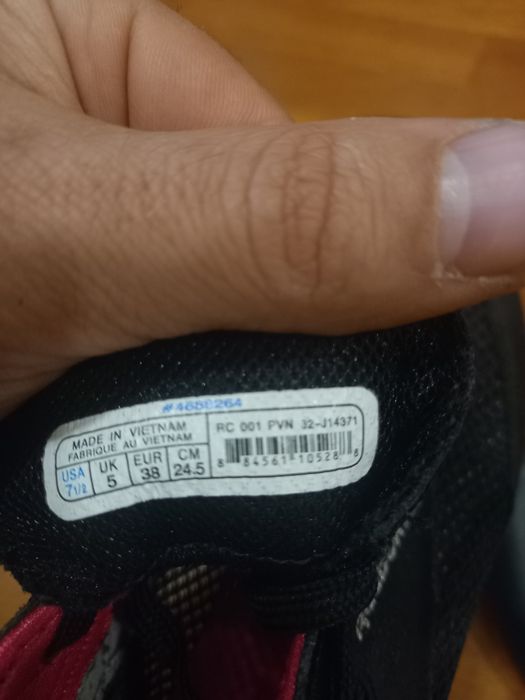 #4658264
MADE IN VIETNAM
FABRIQUE AU VIETNAM
USA UK EUR CM
7 1/2 5 38 24.5
RC 001 PVN 32-J14371
8 84561 10528 8